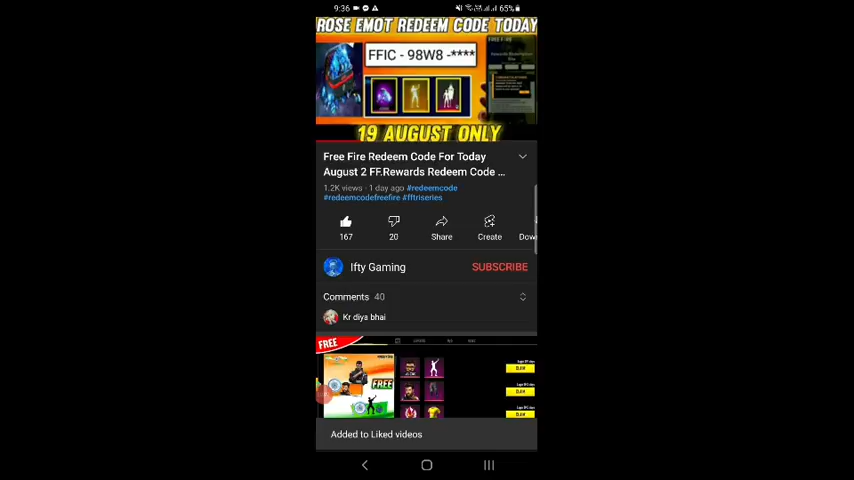 9:36
65%
ROSE EMOT REDEEM CODE TODAY
FFIC - 98W8 -****
19 AUGUST ONLY
Free Fire Redeem Code For Today
August 2 FF.Rewards Redeem Code ...
1.2K views · 1 day ago #redeemcode
#redeemcodefreefire #fftriseries
167
20
Share
Create
Dow
Ifty Gaming
SUBSCRIBE
Comments 40
Kr diya bhai
FREE
FREE
Added to Liked videos